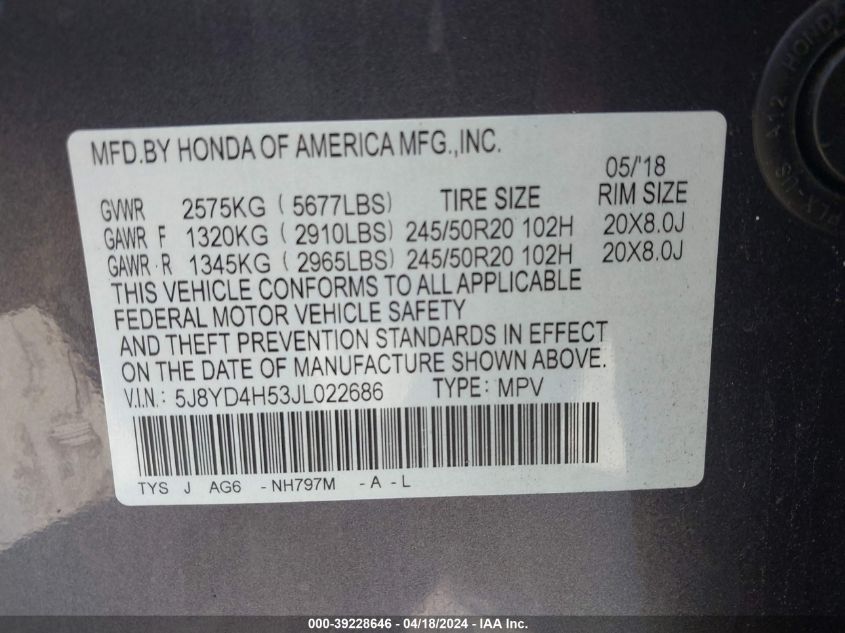 MFD.BY HONDA OF AMERICA MFG.,INC.
05/'18
GVWR 2575KG ( 5677LBS) TIRE SIZE RIM SIZE
GAWR F 1320KG ( 2910LBS) 245/50R20 102H 20X8.0J
GAWR R 1345KG ( 2965LBS) 245/50R20 102H 20X8.0J
THIS VEHICLE CONFORMS TO ALL APPLICABLE
FEDERAL MOTOR VEHICLE SAFETY
AND THEFT PREVENTION STANDARDS IN EFFECT
ON THE DATE OF MANUFACTURE SHOWN ABOVE.
V.I.N.: 5J8YD4H53JL022686 TYPE: MPV
TYS J AG6 -NH797M -A -L
HONDA
000-39228646 - 04/18/2024 - IAA Inc.